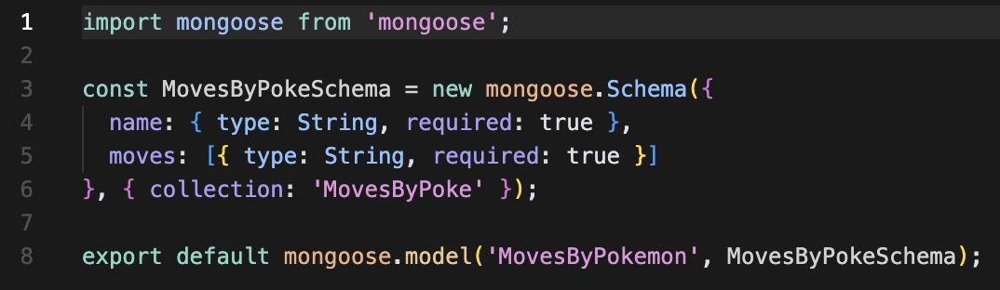 1 import mongoose from 'mongoose';
2
3 const MovesByPokeSchema = new mongoose.Schema({
4   name: { type: String, required: true },
5   moves: [{ type: String, required: true }]
6 }, { collection: 'MovesByPoke' });
7
8 export default mongoose.model('MovesByPokemon', MovesByPokeSchema);